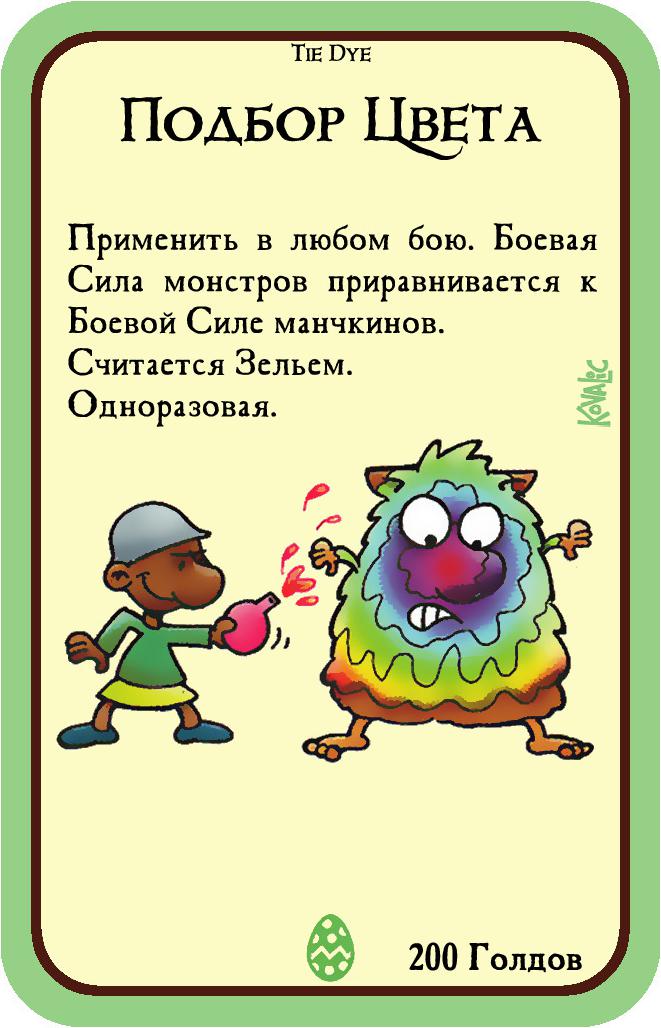 Tie Dye
Подбор Цвета
Применить в любом бою. Боевая
Сила монстров приравнивается к
Боевой Силе манчкинов.
Считается Зельем.
Одноразовая.
Kovalic
200 Голдов